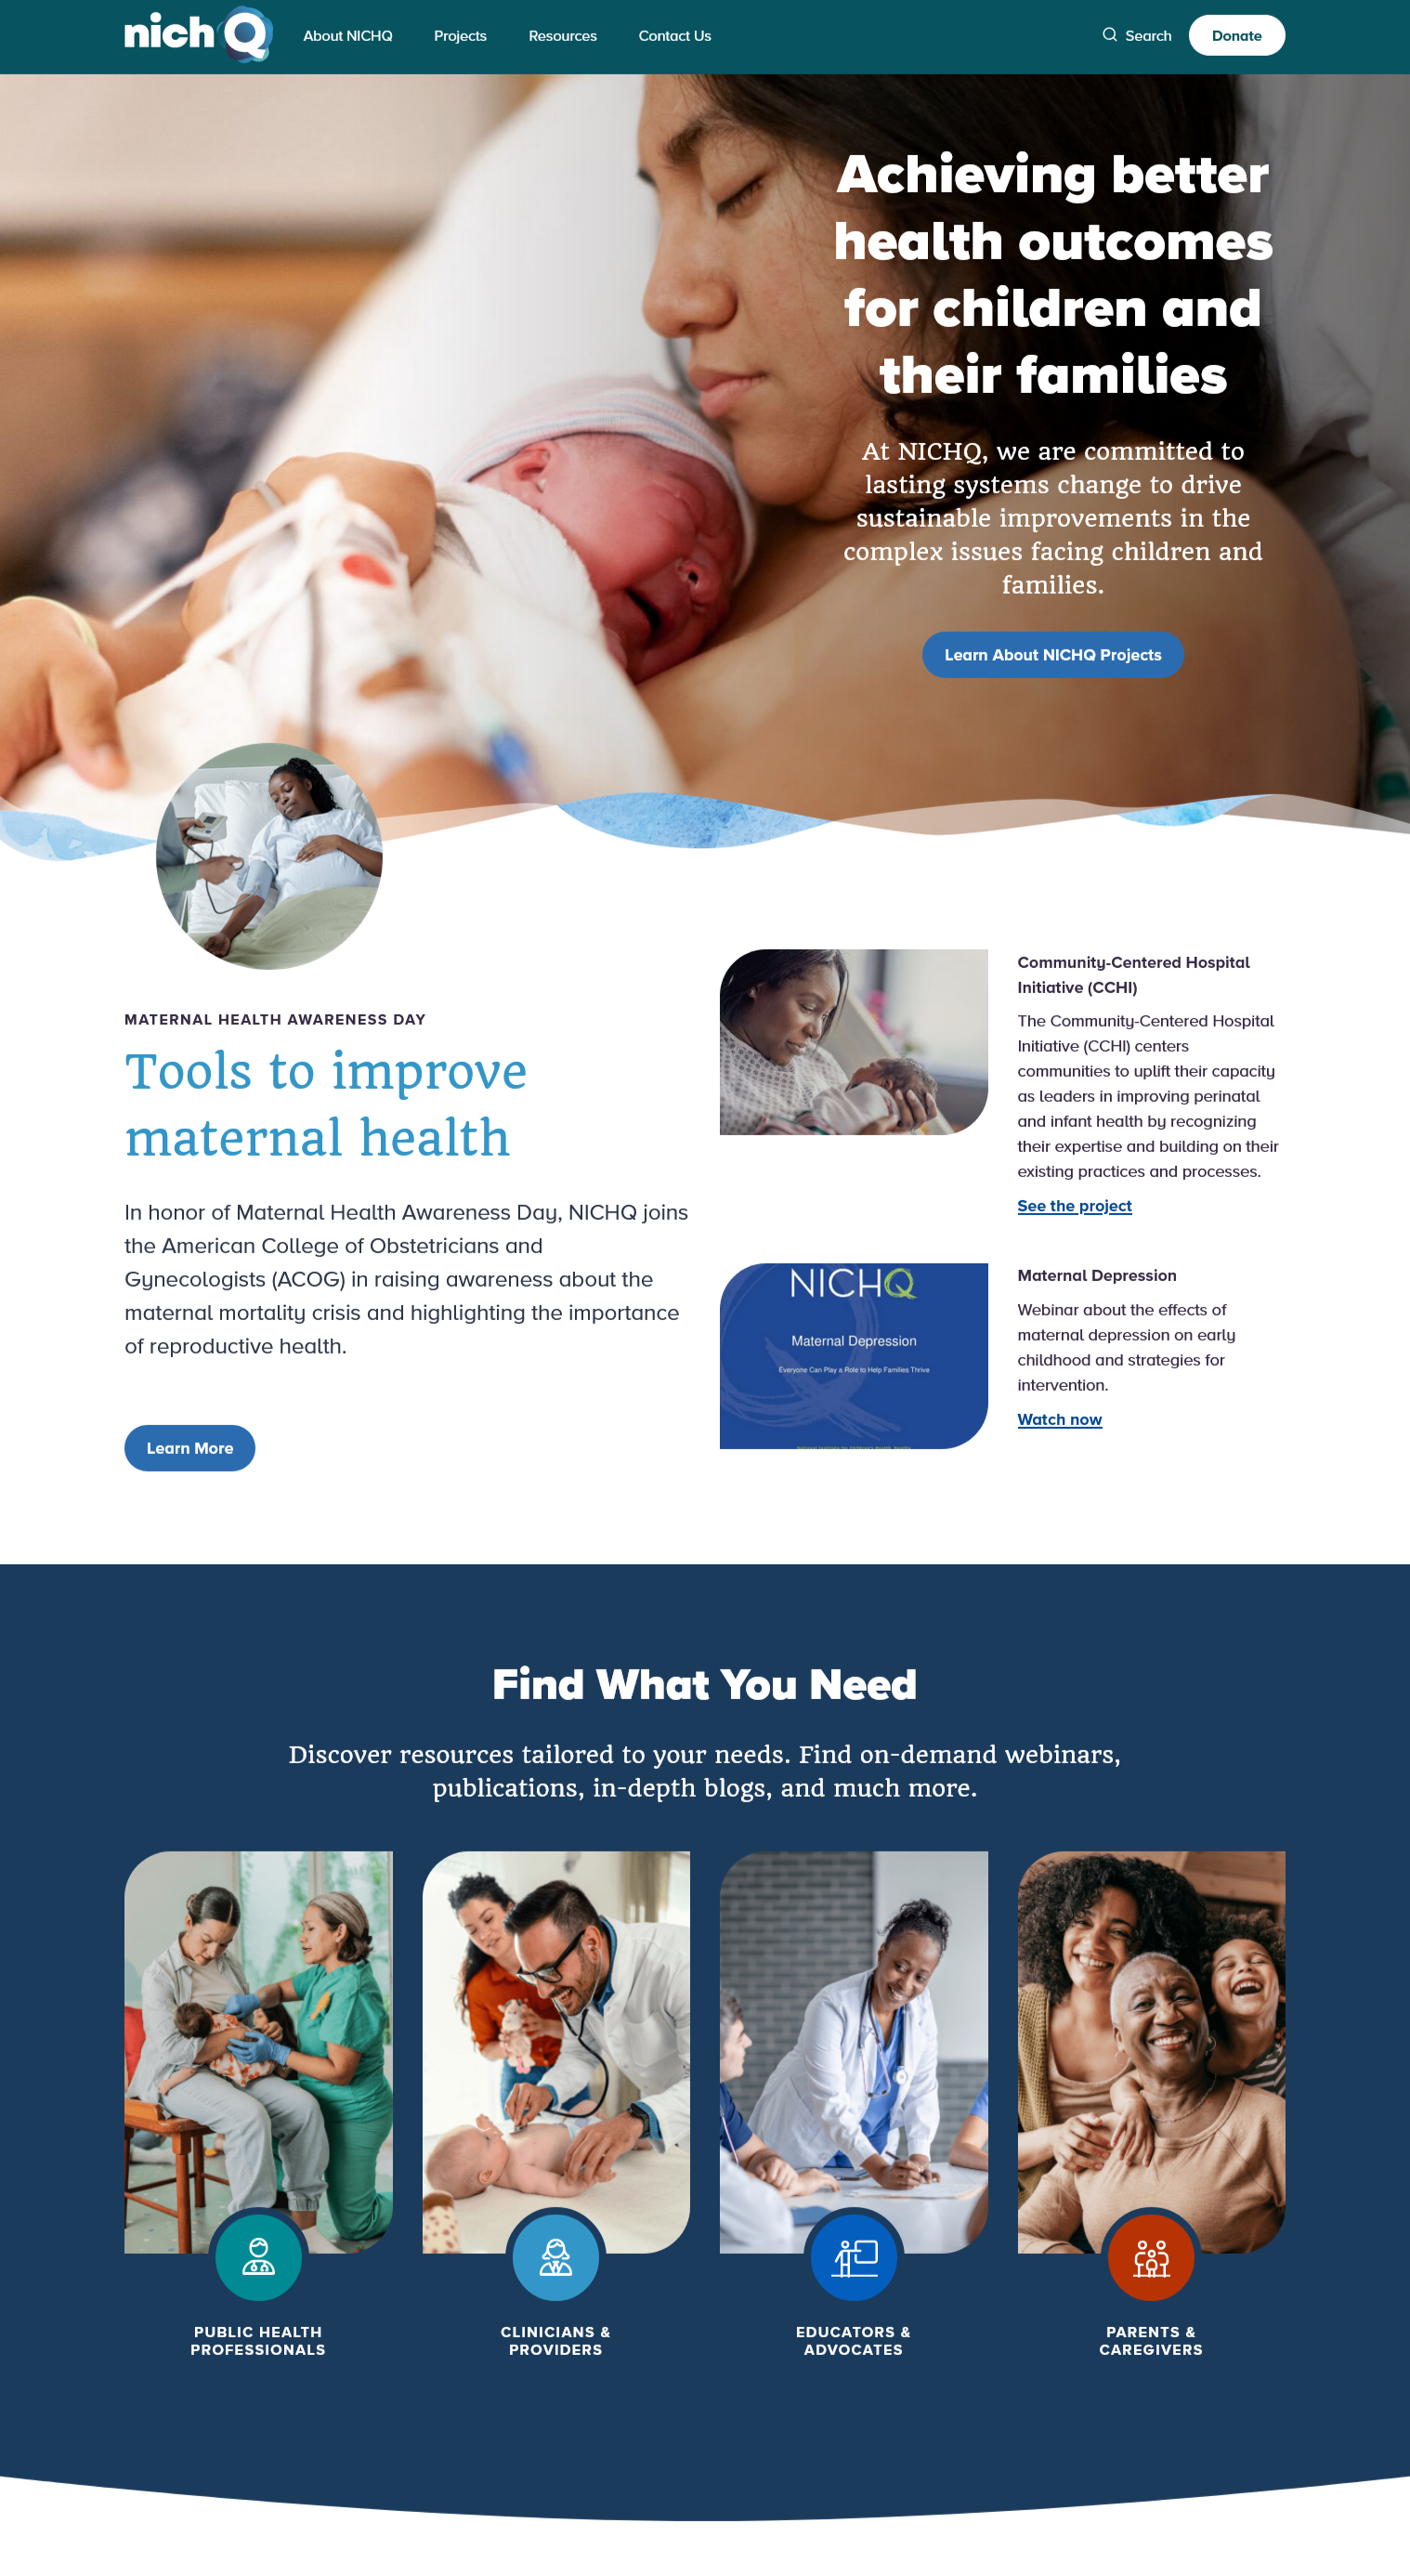 nichQ
About NICHQ
Projects
Resources
Contact Us
Search
Donate
Achieving better
health outcomes
for children and
their families
At NICHQ, we are committed to
lasting systems change to drive
sustainable improvements in the
complex issues facing children and
families.
Learn About NICHQ Projects
MATERNAL HEALTH AWARENESS DAY
Tools to improve
maternal health
In honor of Maternal Health Awareness Day, NICHQ joins
the American College of Obstetricians and
Gynecologists (ACOG) in raising awareness about the
maternal mortality crisis and highlighting the importance
of reproductive health.
Learn More
Community-Centered Hospital
Initiative (CCHI)
The Community-Centered Hospital
Initiative (CCHI) centers
communities to uplift their capacity
as leaders in improving perinatal
and infant health by recognizing
their expertise and building on their
existing practices and processes.
See the project
NICHQ
Maternal Depression
Everyone Can Play a Role to Help Families Thrive
Maternal Depression
Webinar about the effects of
maternal depression on early
childhood and strategies for
intervention.
Watch now
Find What You Need
Discover resources tailored to your needs. Find on-demand webinars,
publications, in-depth blogs, and much more.
PUBLIC HEALTH
PROFESSIONALS
CLINICIANS &
PROVIDERS
EDUCATORS &
ADVOCATES
PARENTS &
CAREGIVERS